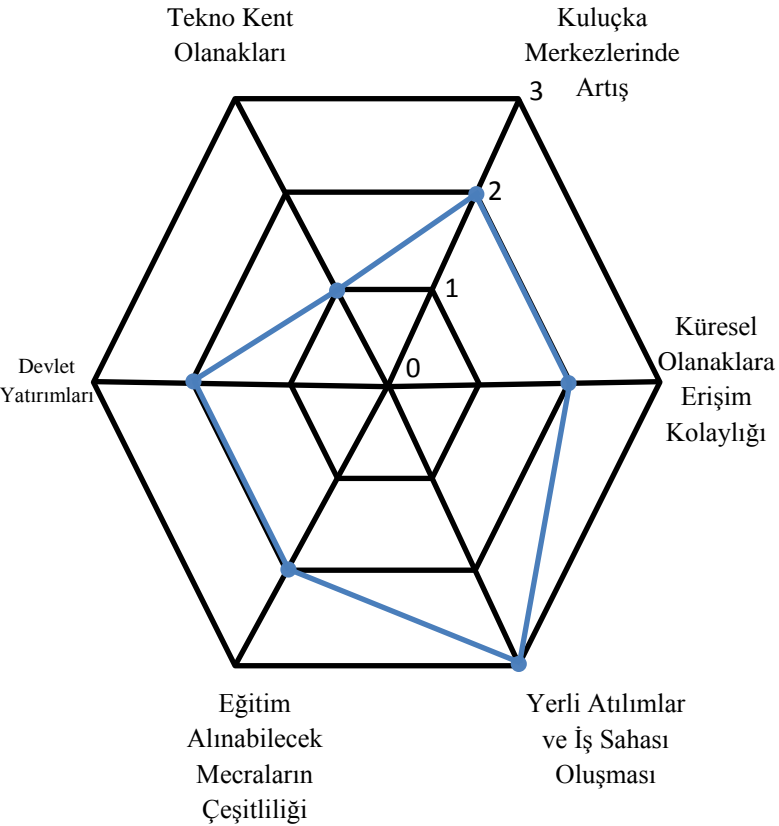 Tekno Kent
Olanakları
Kuluçka
Merkezlerinde
Artış
3
2
1
0
Küresel
Olanaklara
Erişim
Kolaylığı
Devlet
Yatırımları
Eğitim
Alınabilecek
Mecraların
Çeşitliliği
Yerli Atılımlar
ve İş Sahası
Oluşması